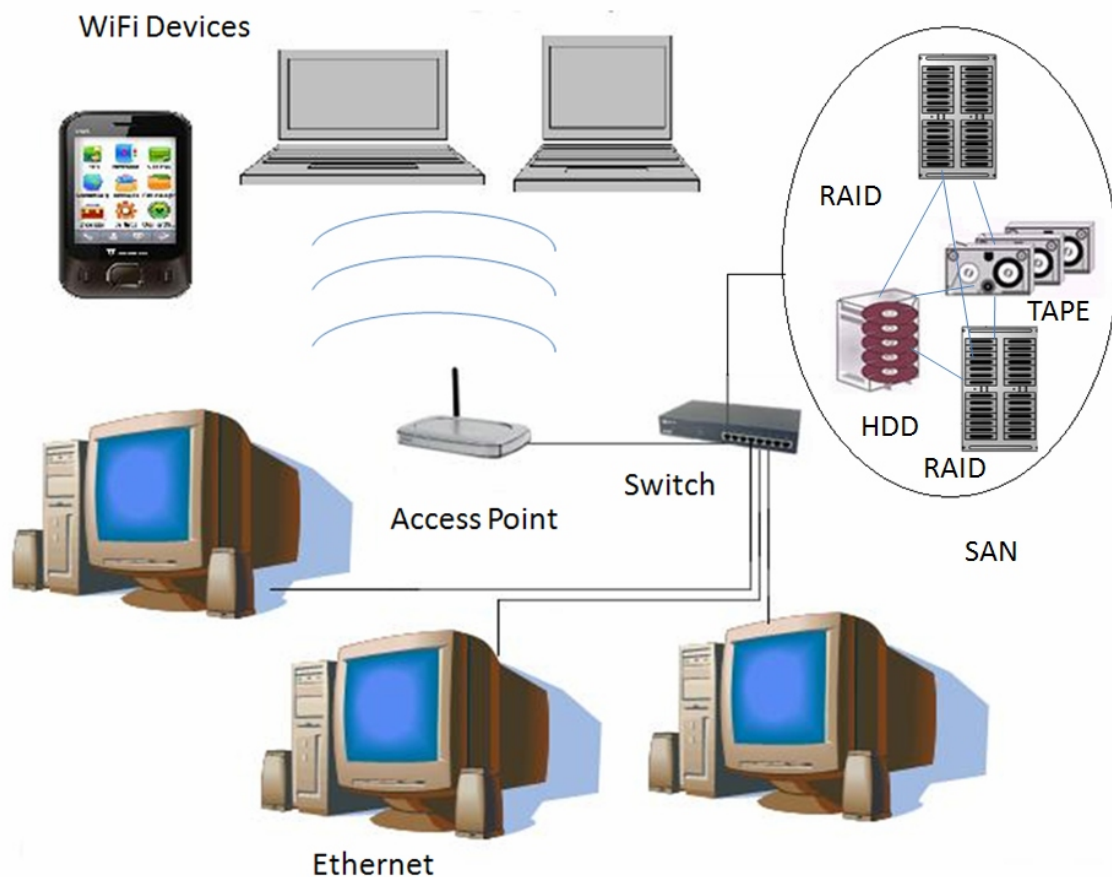 WiFi Devices
RAID
TAPE
HDD
RAID
Switch
Access Point
SAN
Ethernet